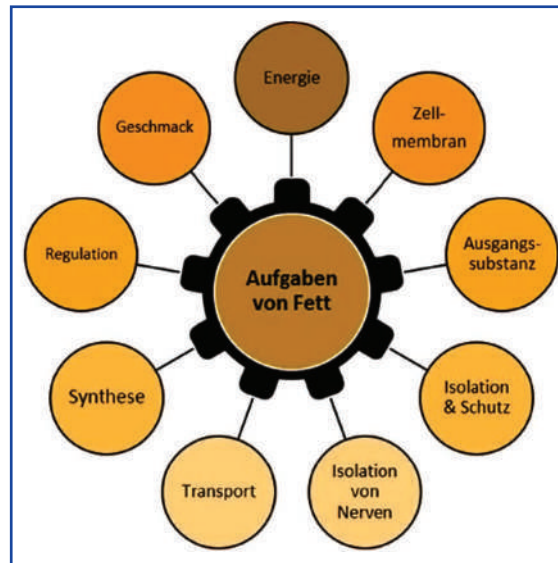 Energie
Zell-
membran
Ausgangs-
substanz
Isolation
& Schutz
Isolation
von
Nerven
Transport
Synthese
Regulation
Geschmack
Aufgaben
von Fett